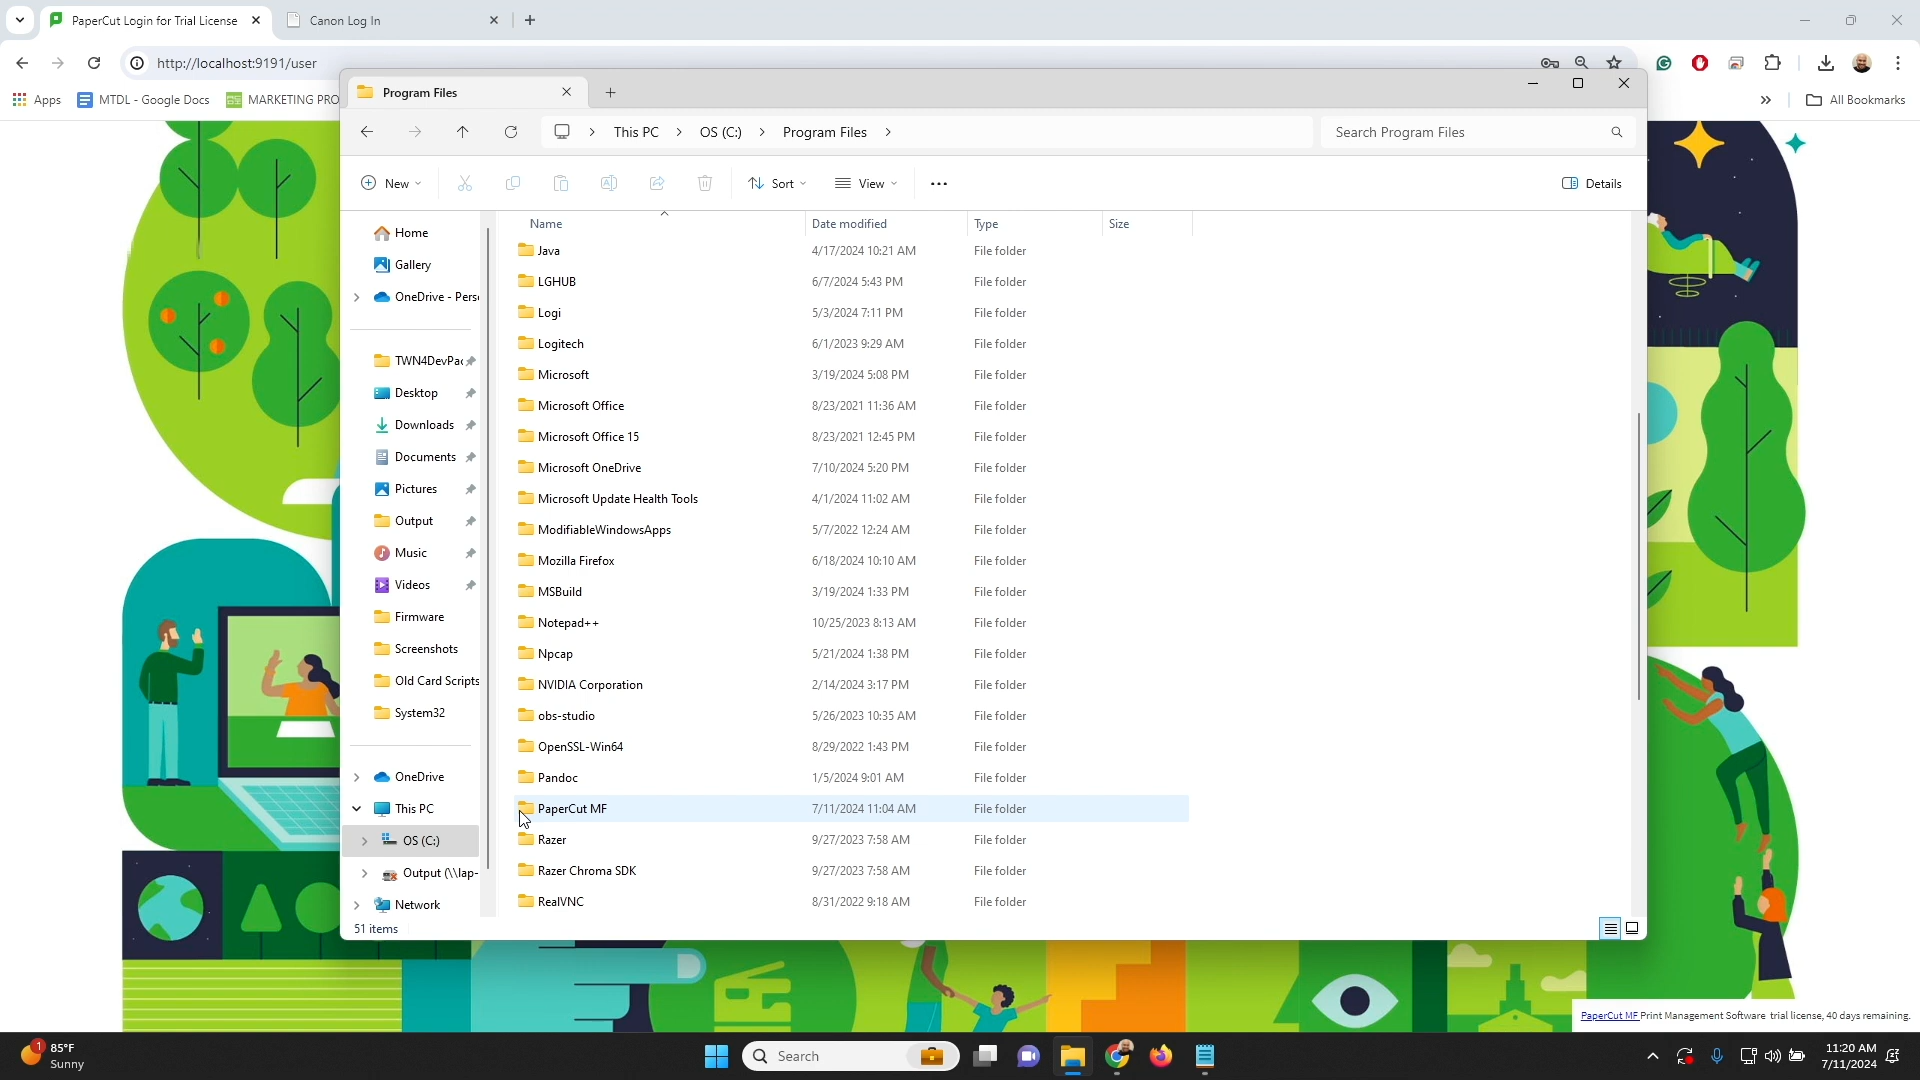 PaperCut Login for Trial License
Canon Log In
http://localhost:9191/user
Apps
MTDL - Google Docs
MARKETING PRO
All Bookmarks
Program Files
This PC
OS (C:)
Program Files
Search Program Files
New
Sort
View
Details
Name
Date modified
Type
Size
Home
Gallery
OneDrive - Pers
TWN4DevPac
Desktop
Downloads
Documents
Pictures
Output
Music
Videos
Firmware
Screenshots
Old Card Scripts
System32
OneDrive
This PC
OS (C:)
Output (\\lap-
Network
Java 4/17/2024 10:21 AM File folder
LGHUB 6/7/2024 5:43 PM File folder
Logi 5/3/2024 7:11 PM File folder
Logitech 6/1/2023 9:29 AM File folder
Microsoft 3/19/2024 5:08 PM File folder
Microsoft Office 8/23/2021 11:36 AM File folder
Microsoft Office 15 8/23/2021 12:45 PM File folder
Microsoft OneDrive 7/10/2024 5:20 PM File folder
Microsoft Update Health Tools 4/1/2024 11:02 AM File folder
ModifiableWindowsApps 5/7/2022 12:24 AM File folder
Mozilla Firefox 6/18/2024 10:10 AM File folder
MSBuild 3/19/2024 1:33 PM File folder
Notepad++ 10/25/2023 8:13 AM File folder
Npcap 5/21/2024 1:38 PM File folder
NVIDIA Corporation 2/14/2024 3:17 PM File folder
obs-studio 5/26/2023 10:35 AM File folder
OpenSSL-Win64 8/29/2022 1:43 PM File folder
Pandoc 1/5/2024 9:01 AM File folder
PaperCut MF 7/11/2024 11:04 AM File folder
Razer 9/27/2023 7:58 AM File folder
Razer Chroma SDK 9/27/2023 7:58 AM File folder
RealVNC 8/31/2022 9:18 AM File folder
51 items
PaperCut MF Print Management Software trial license, 40 days remaining.
1
85°F
Sunny
Search
11:20 AM
7/11/2024